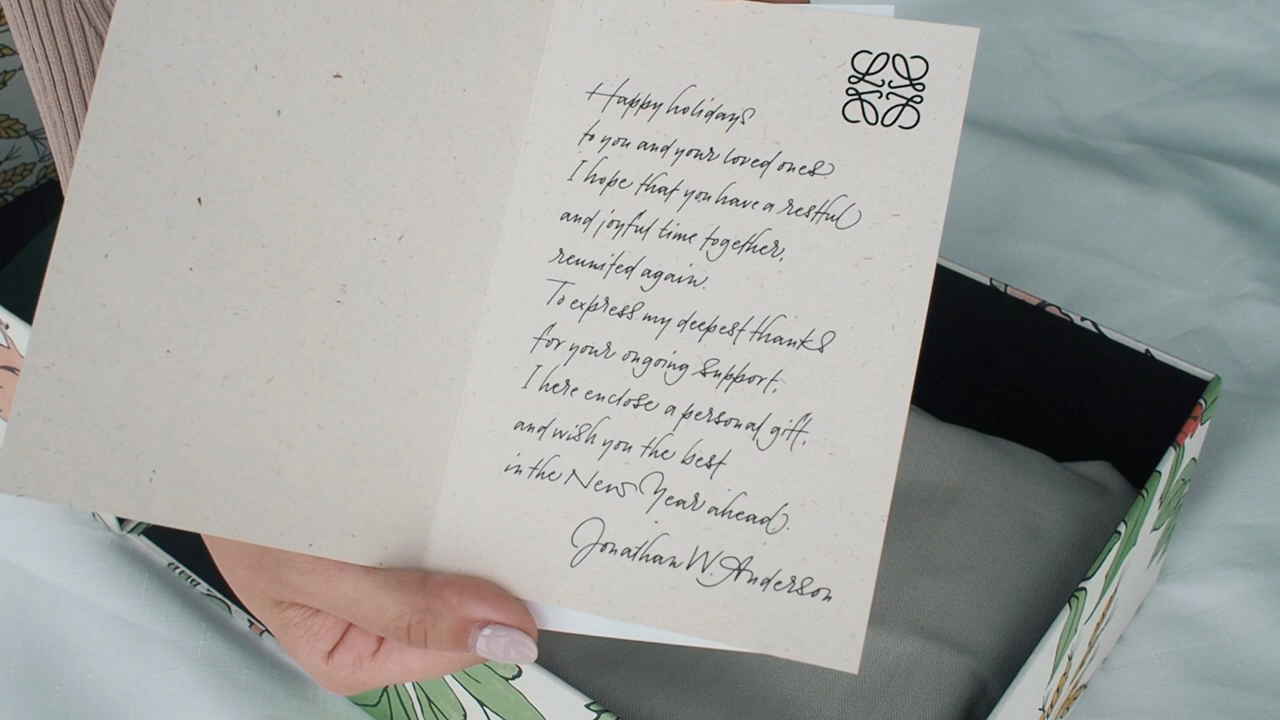 Happy holidays
to you and your loved ones
I hope that you have a restful
and joyful time together,
reunited again.
To express my deepest thanks
for your ongoing support,
I here enclose a personal gift,
and wish you the best
in the New Year ahead.
Jonathan W. Anderson